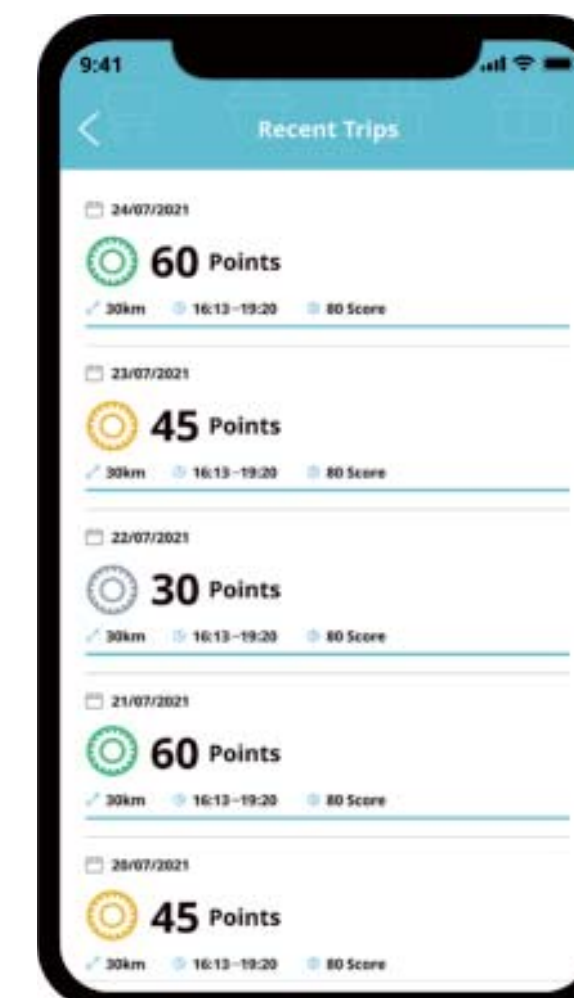 9:41
Recent Trips
24/07/2021
60 Points
30km 16:13-19:20 80 Score
23/07/2021
45 Points
30km 16:13-19:20 80 Score
22/07/2021
30 Points
30km 16:13-19:20 80 Score
21/07/2021
60 Points
30km 16:13-19:20 80 Score
20/07/2021
45 Points
30km 16:13-19:20 80 Score